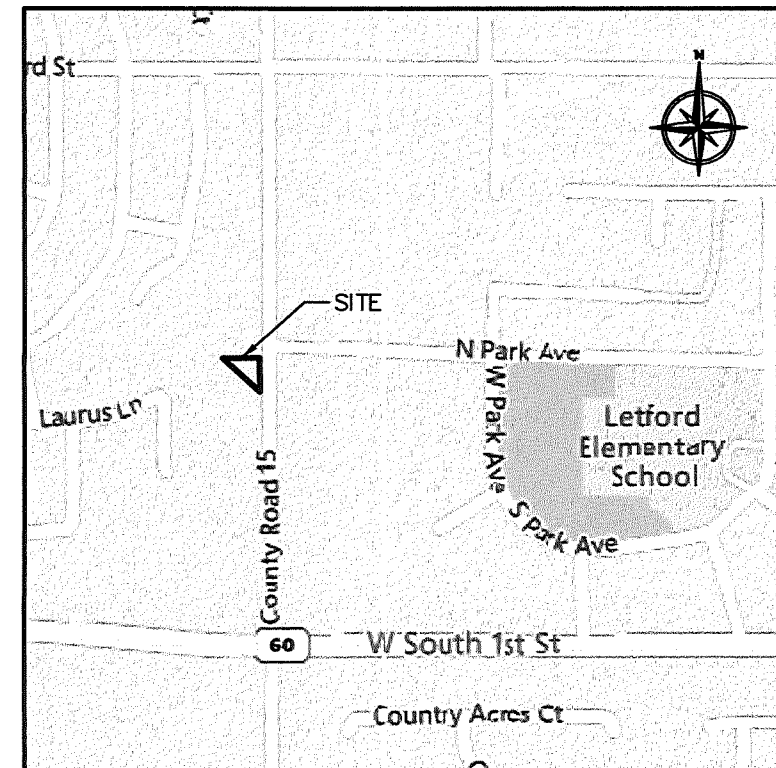 rd St
N
SITE
N Park Ave
W Park Ave
Laurus Ln
Letford
Elementary
School
County Road 15
S Park Ave
60
W South 1st St
Country Acres Ct